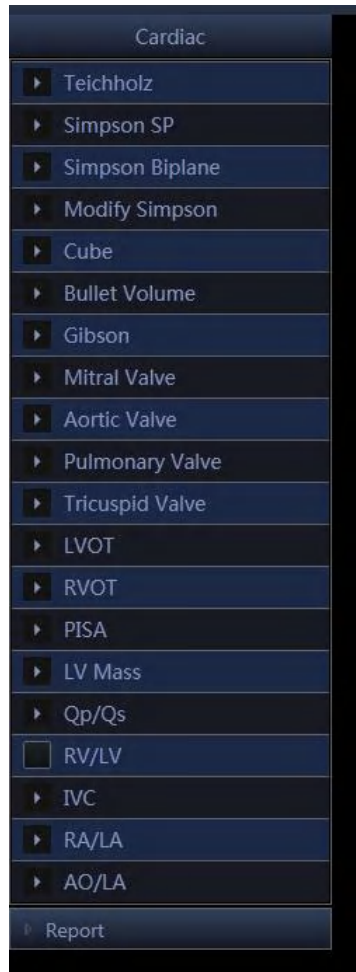 Cardiac
Teichholz
Simpson SP
Simpson Biplane
Modify Simpson
Cube
Bullet Volume
Gibson
Mitral Valve
Aortic Valve
Pulmonary Valve
Tricuspid Valve
LVOT
RVOT
PISA
LV Mass
Qp/Qs
RV/LV
IVC
RA/LA
AO/LA
Report